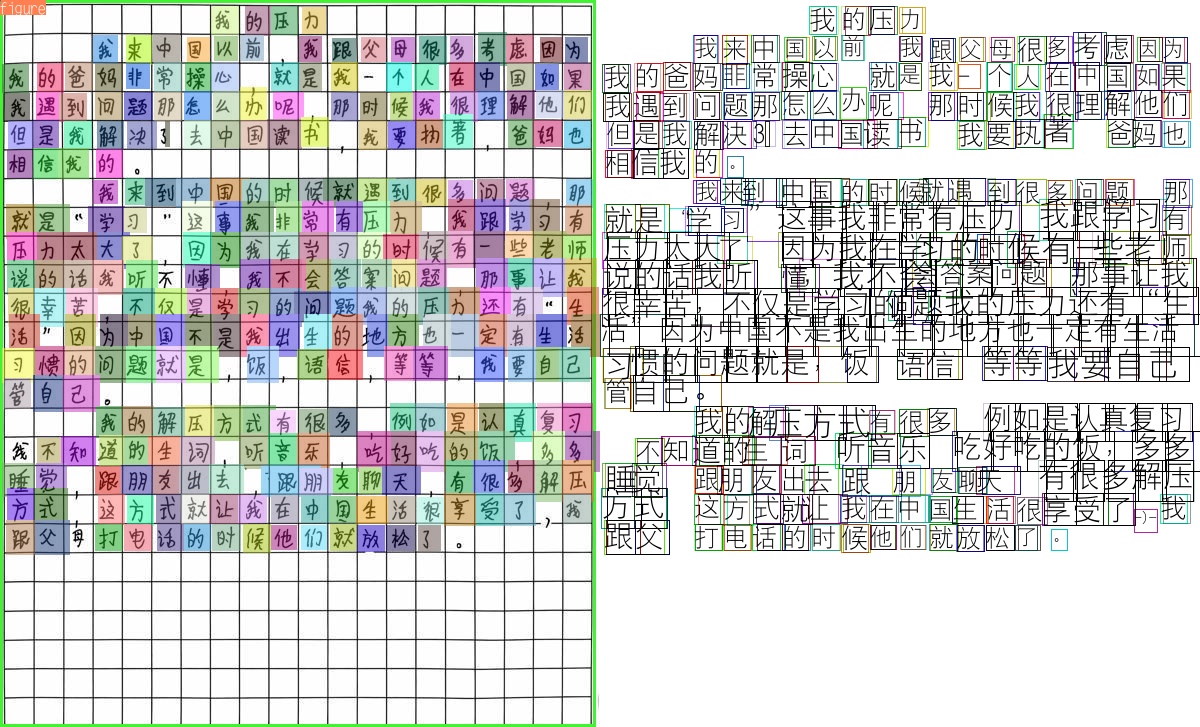 figure
我的压力
我来中国以前,我跟父母很多考虑因为
我的爸妈非常操心,就是我一个人在中国如果
我遇到问题那怎么办呢,那时候我很理解他们
但是我解决了去中国读书,我要执著,爸妈也
相信我的。
我来到中国的时候就遇到很多问题,那
就是“学习”这事我非常有压力,我跟学习有
压力太大了,因为我在学习的时候有一些老师
说的话我听不懂,我不会答案问题,那事让我
很幸苦,不仅是学习的问题我的压力还有“生
活”因为中国不是我出生的地方也一定有生活
习惯的问题就是,饭,语信,等等,我要自己
管自己。
我的解压方式有很多,例如是认真复习
我不知道的生词,听音乐,吃好吃的饭,多多
睡觉,跟朋友出去,跟朋友聊天,有很多解压
方式,这方式就让我在中国生活很享受了,我
跟父母打电话的时候他们就放松了。
我的压力
我来中国以前 我跟父母很多考虑因为
我的爸妈非常操心 就是我一个人在中国如果
我遇到问题那怎么办呢 那时候我很理解他们
但是我解决3 去中国读书 我要执著 爸妈也
相信我的。
我来到中国的时候就遇到很多问题 那
就是“学习”这事我非常有压力 我跟学习有
压力太大了 因为我在学习的时候有一些老师
说的话我听 懂,我不会答案问题 那事让我
很幸苦,不仅是学习的问题我的压力还有“生
活”因为中国不是我出生的地方也一定有生活
习惯的问题就是,饭 语信 等等我要自己
管自己。
我的解压方式有很多 例如是认真复习
不知道的生词 听音乐 吃好吃的饭,多多
睡觉 跟朋友出去 跟朋友聊天 有很多解压
方式 这方式就让我在中国生活很享受了 我
跟父 打电话的时候他们就放松了。